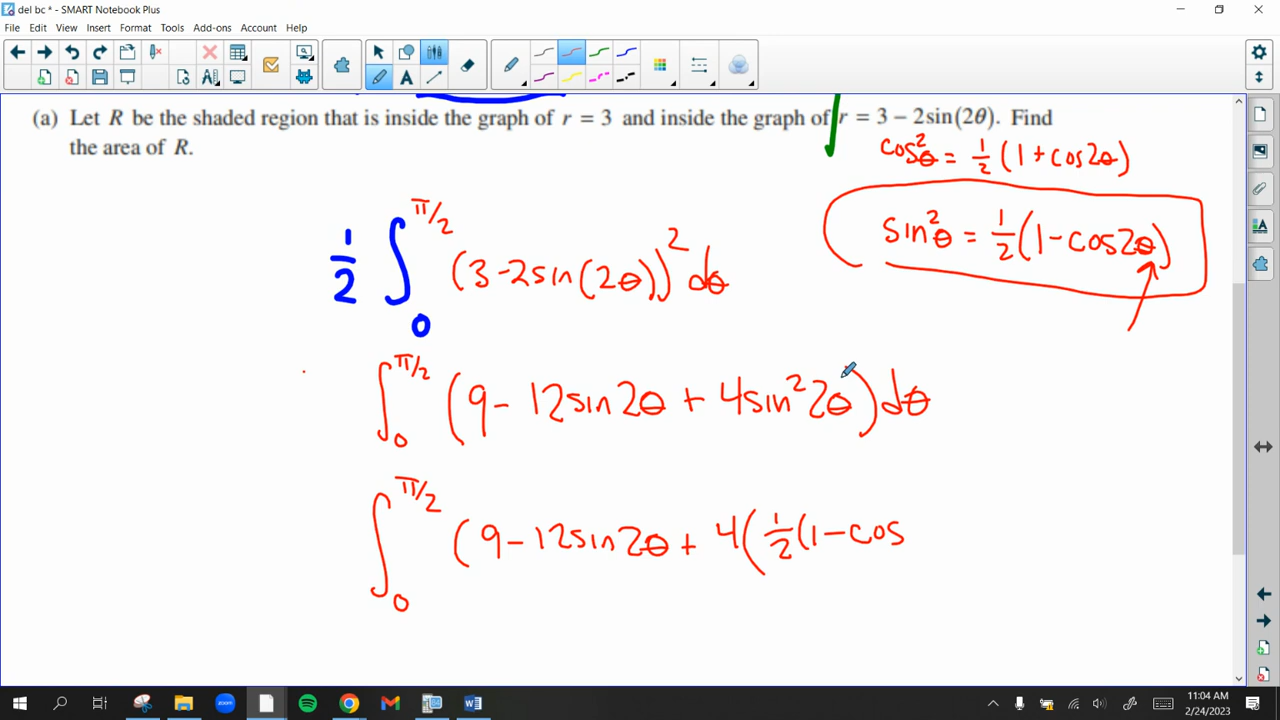 del bc * - SMART Notebook Plus
File Edit View Insert Format Tools Add-ons Account Help
(a) Let R be the shaded region that is inside the graph of r = 3 and inside the graph of r = 3 − 2sin(2θ). Find
the area of R.
cos²θ = 1/2 (1 + cos2θ)
sin²θ = 1/2 (1 - cos2θ)
1/2 ∫₀^π/2 (3-2sin(2θ))² dθ
∫₀^π/2 (9 - 12sin2θ + 4sin²2θ) dθ
∫₀^π/2 (9 - 12sin2θ + 4(1/2(1-cos
11:04 AM
2/24/2023